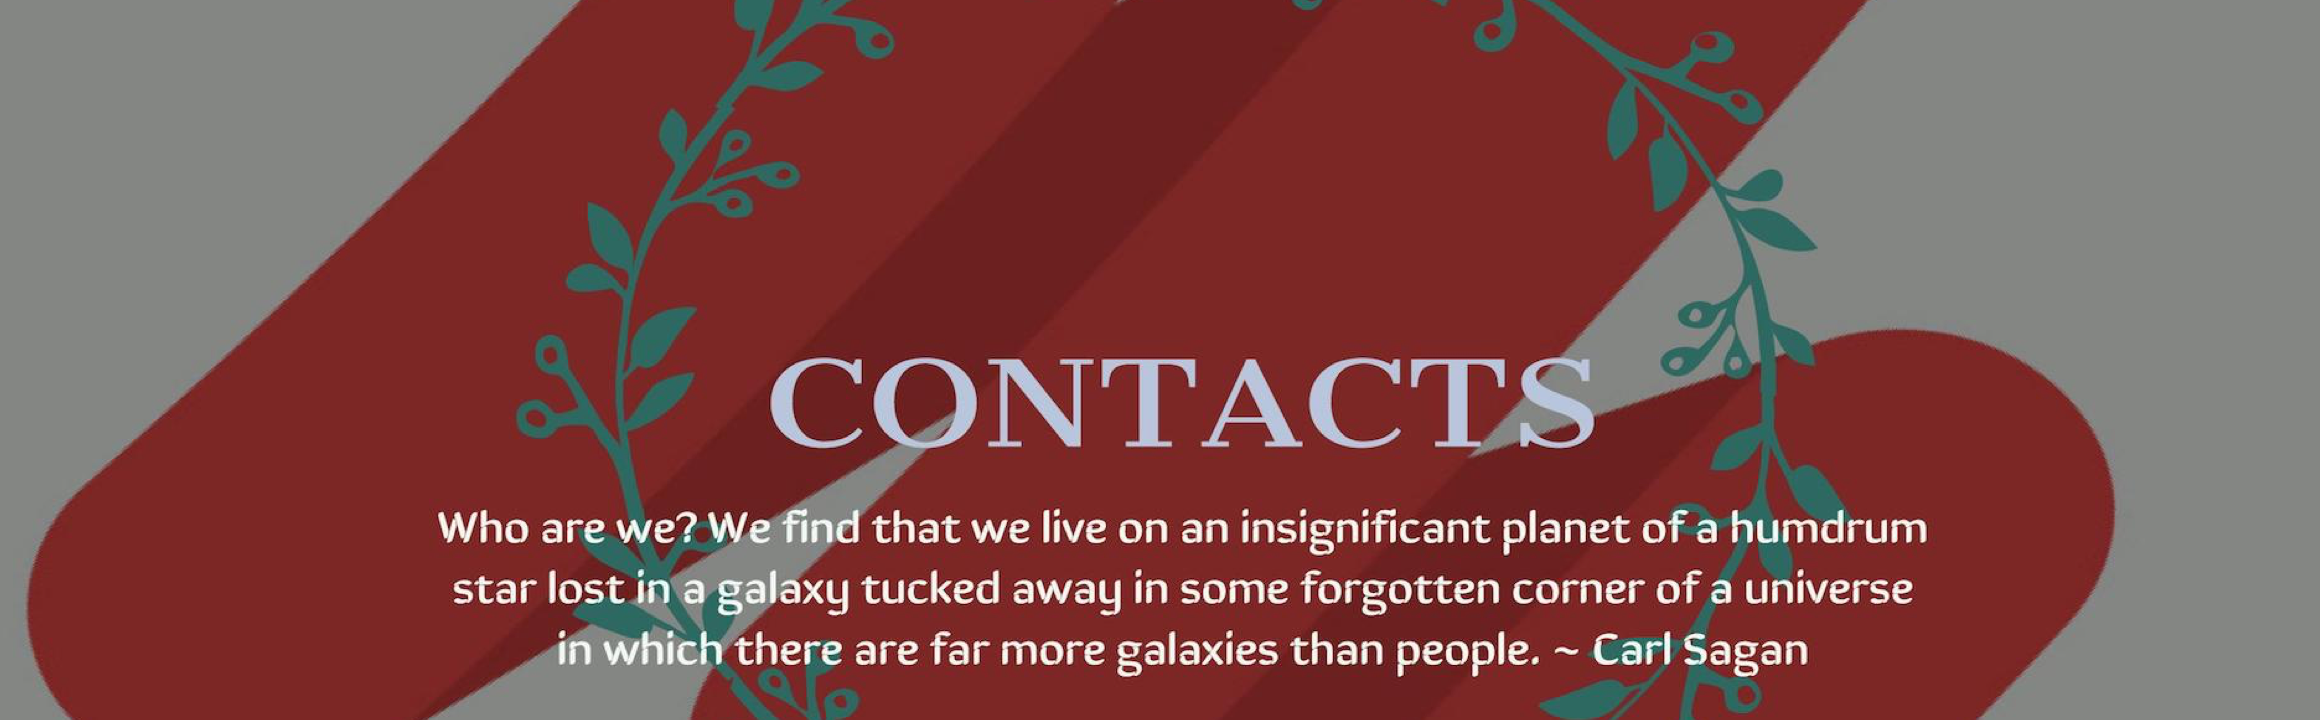 CONTACTS
Who are we? We find that we live on an insignificant planet of a humdrum
star lost in a galaxy tucked away in some forgotten corner of a universe
in which there are far more galaxies than people. ~ Carl Sagan